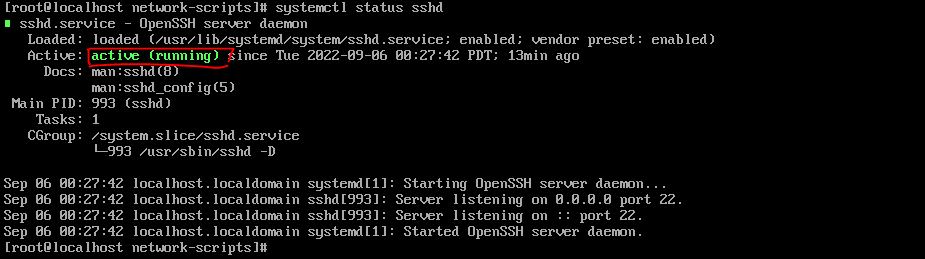 [root@localhost network-scripts]# systemctl status sshd
sshd.service - OpenSSH server daemon
Loaded: loaded (/usr/lib/systemd/system/sshd.service; enabled; vendor preset: enabled)
Active: active (running) since Tue 2022-09-06 00:27:42 PDT; 13min ago
Docs: man:sshd(8)
man:sshd_config(5)
Main PID: 993 (sshd)
Tasks: 1
CGroup: /system.slice/sshd.service
└─993 /usr/sbin/sshd -D
Sep 06 00:27:42 localhost.localdomain systemd[1]: Starting OpenSSH server daemon...
Sep 06 00:27:42 localhost.localdomain sshd[993]: Server listening on 0.0.0.0 port 22.
Sep 06 00:27:42 localhost.localdomain sshd[993]: Server listening on :: port 22.
Sep 06 00:27:42 localhost.localdomain systemd[1]: Started OpenSSH server daemon.
[root@localhost network-scripts]#